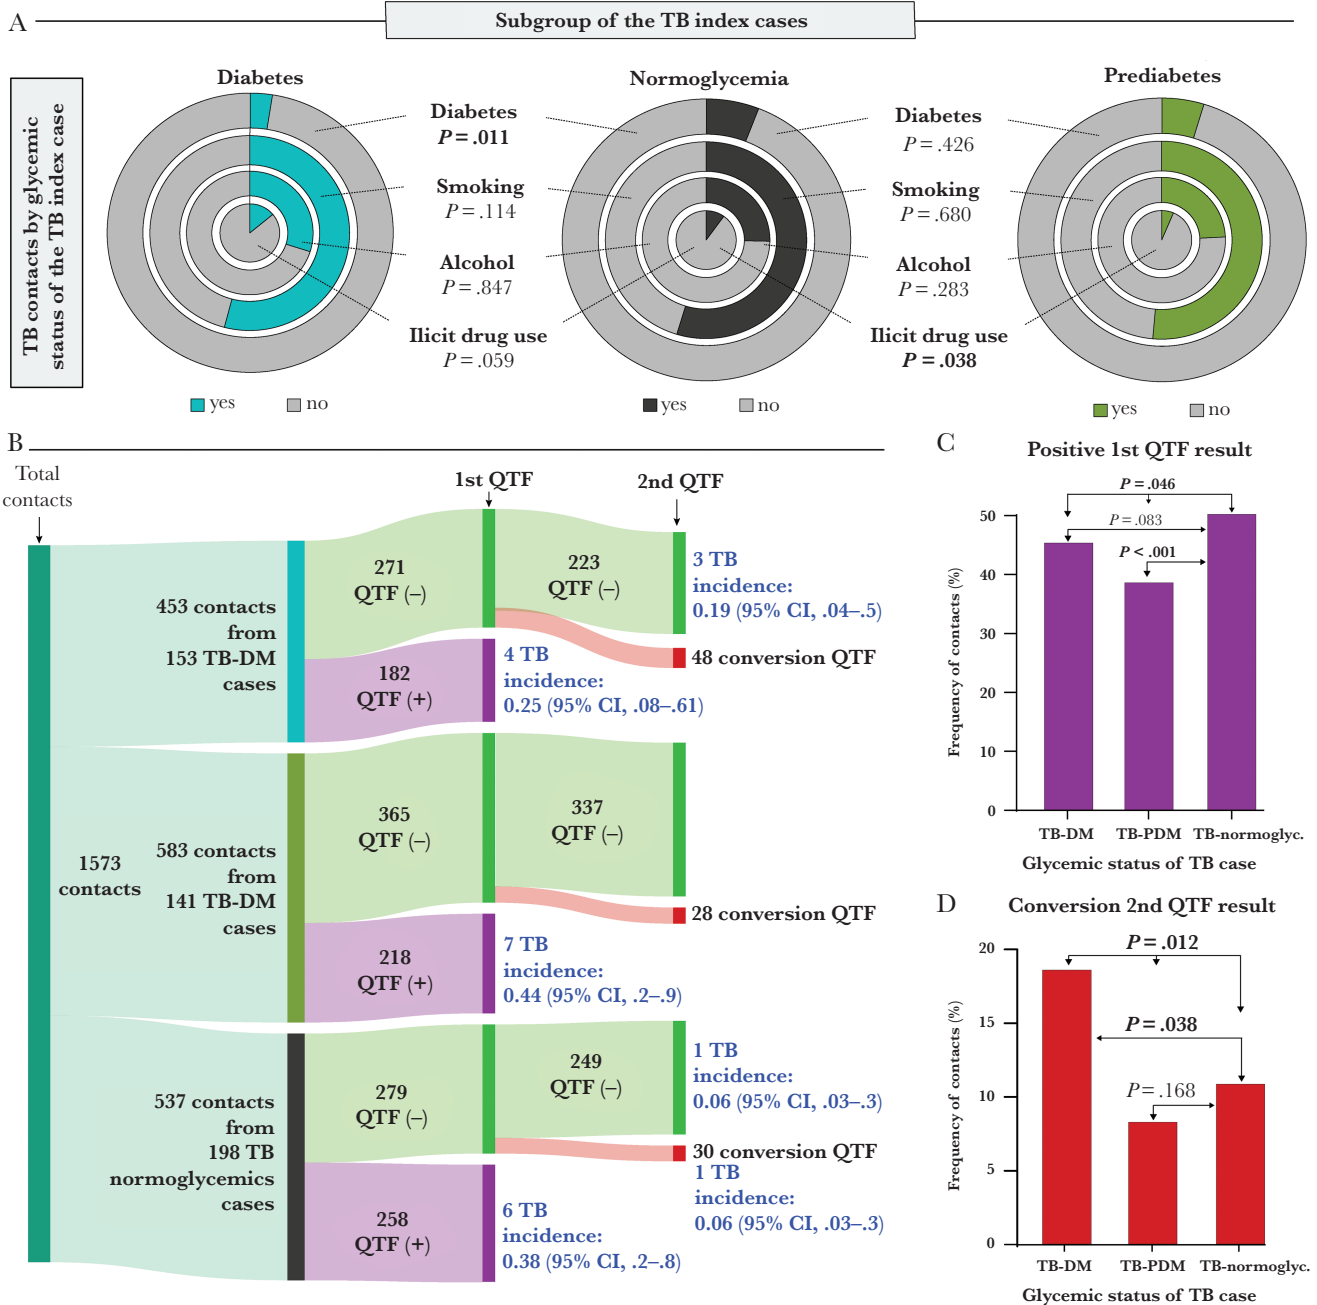 A
Subgroup of the TB index cases
TB contacts by glycemic
status of the TB index case
Diabetes
Normoglycemia
Prediabetes
Diabetes
P = .011
Smoking
P = .114
Alcohol
P = .847
Ilicit drug use
P = .059
Diabetes
P = .426
Smoking
P = .680
Alcohol
P = .283
Ilicit drug use
P = .038
yes
no
yes
no
yes
no
B
Total
contacts
1st QTF
2nd QTF
1573
contacts
453 contacts
from
153 TB-DM
cases
271
QTF (–)
223
QTF (–)
3 TB
incidence:
0.19 (95% CI, .04–.5)
48 conversion QTF
182
QTF (+)
4 TB
incidence:
0.25 (95% CI, .08–.61)
583 contacts
from
141 TB-DM
cases
365
QTF (–)
337
QTF (–)
28 conversion QTF
218
QTF (+)
7 TB
incidence:
0.44 (95% CI, .2–.9)
537 contacts
from
198 TB
normoglycemics
cases
279
QTF (–)
249
QTF (–)
1 TB
incidence:
0.06 (95% CI, .03–.3)
30 conversion QTF
1 TB
incidence:
0.06 (95% CI, .03–.3)
258
QTF (+)
6 TB
incidence:
0.38 (95% CI, .2–.8)
C
Positive 1st QTF result
P = .046
P = .083
P < .001
Frequency of contacts (%)
50
40
30
20
10
0
TB-DM
TB-PDM
TB-normoglyc.
Glycemic status of TB case
D
Conversion 2nd QTF result
P = .012
P = .038
P = .168
Frequency of contacts (%)
20
15
10
5
0
TB-DM
TB-PDM
TB-normoglyc.
Glycemic status of TB case